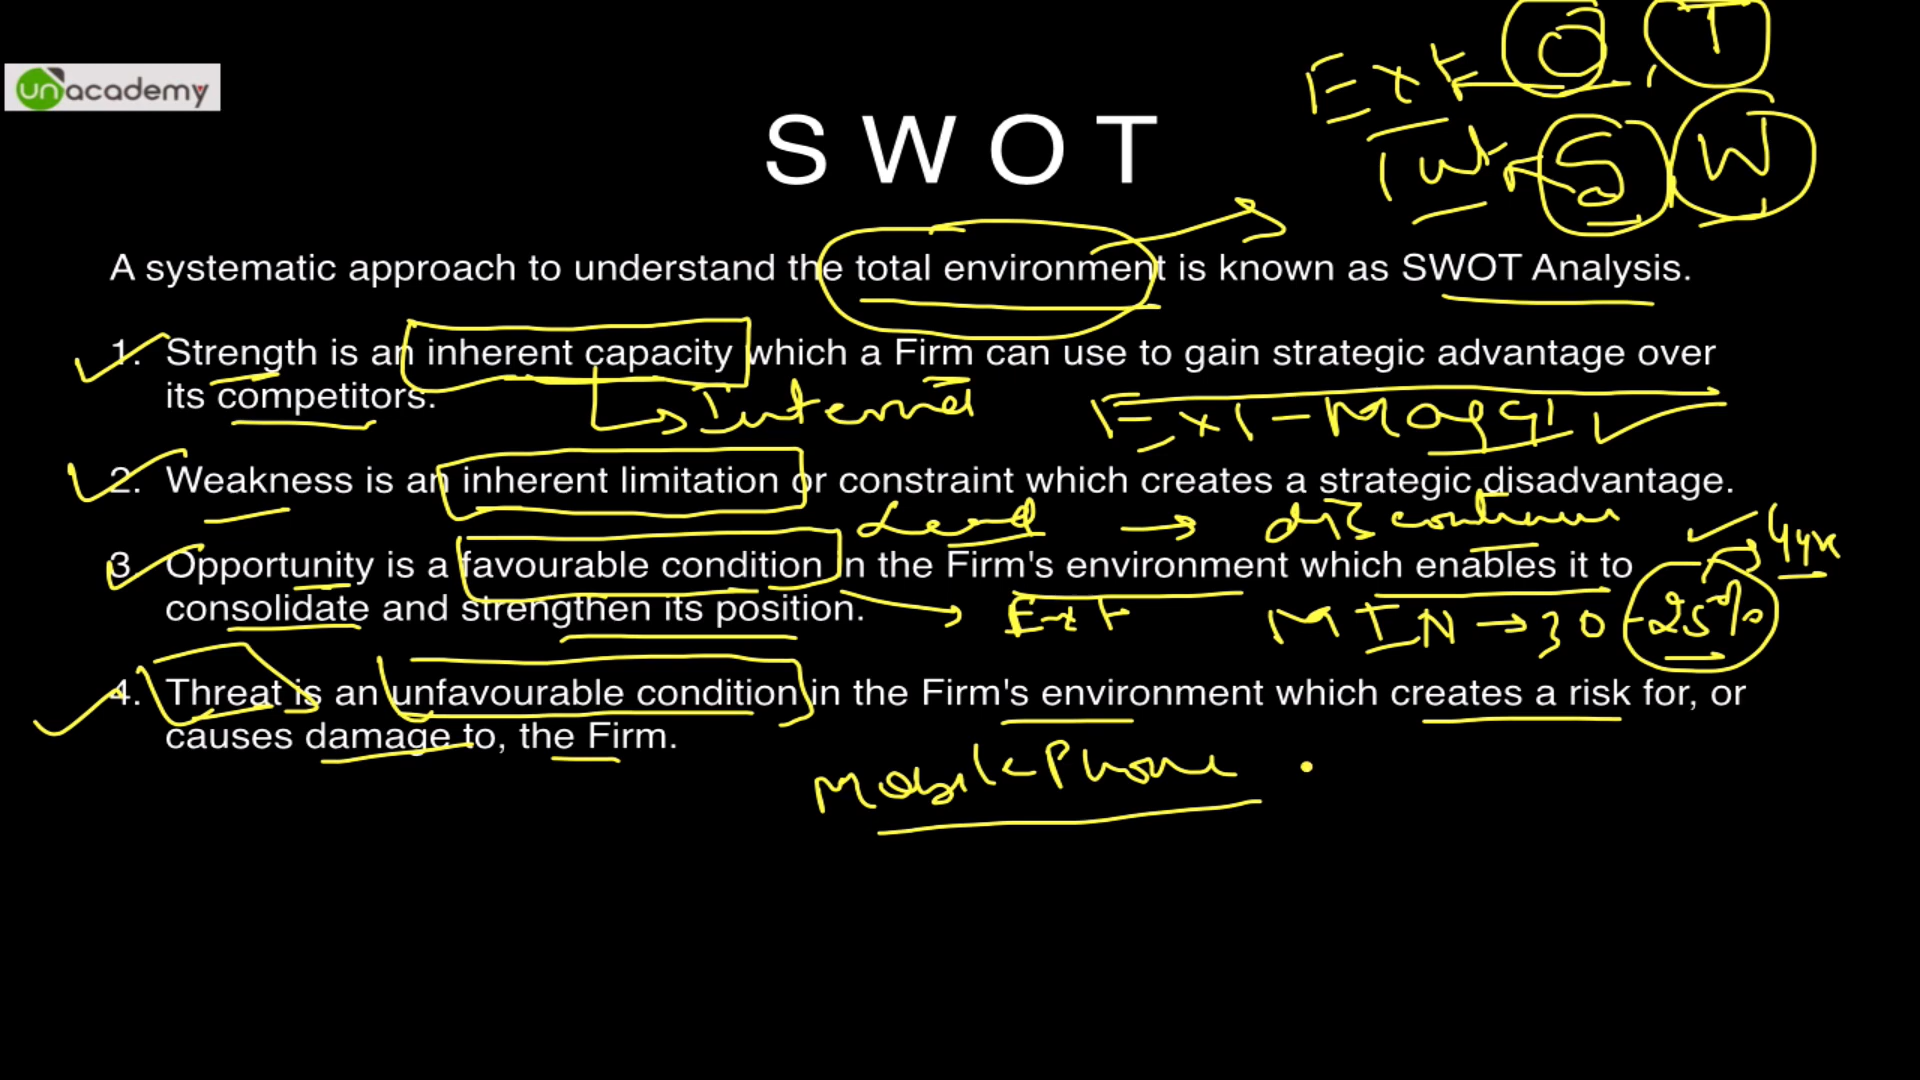 unacademy
Ext O, T
Int S W
S W O T
A systematic approach to understand the total environment is known as SWOT Analysis.
1. Strength is an inherent capacity which a Firm can use to gain strategic advantage over
its competitors.
Internal Ext - Maggi
2. Weakness is an inherent limitation or constraint which creates a strategic disadvantage.
Lead → discontinue
3 Opportunity is a favourable condition in the Firm's environment which enables it to
4yr
consolidate and strengthen its position.
Ext MIN → 30 - 25%
4. Threat is an unfavourable condition in the Firm's environment which creates a risk for, or
causes damage to, the Firm.
Mobile Phone